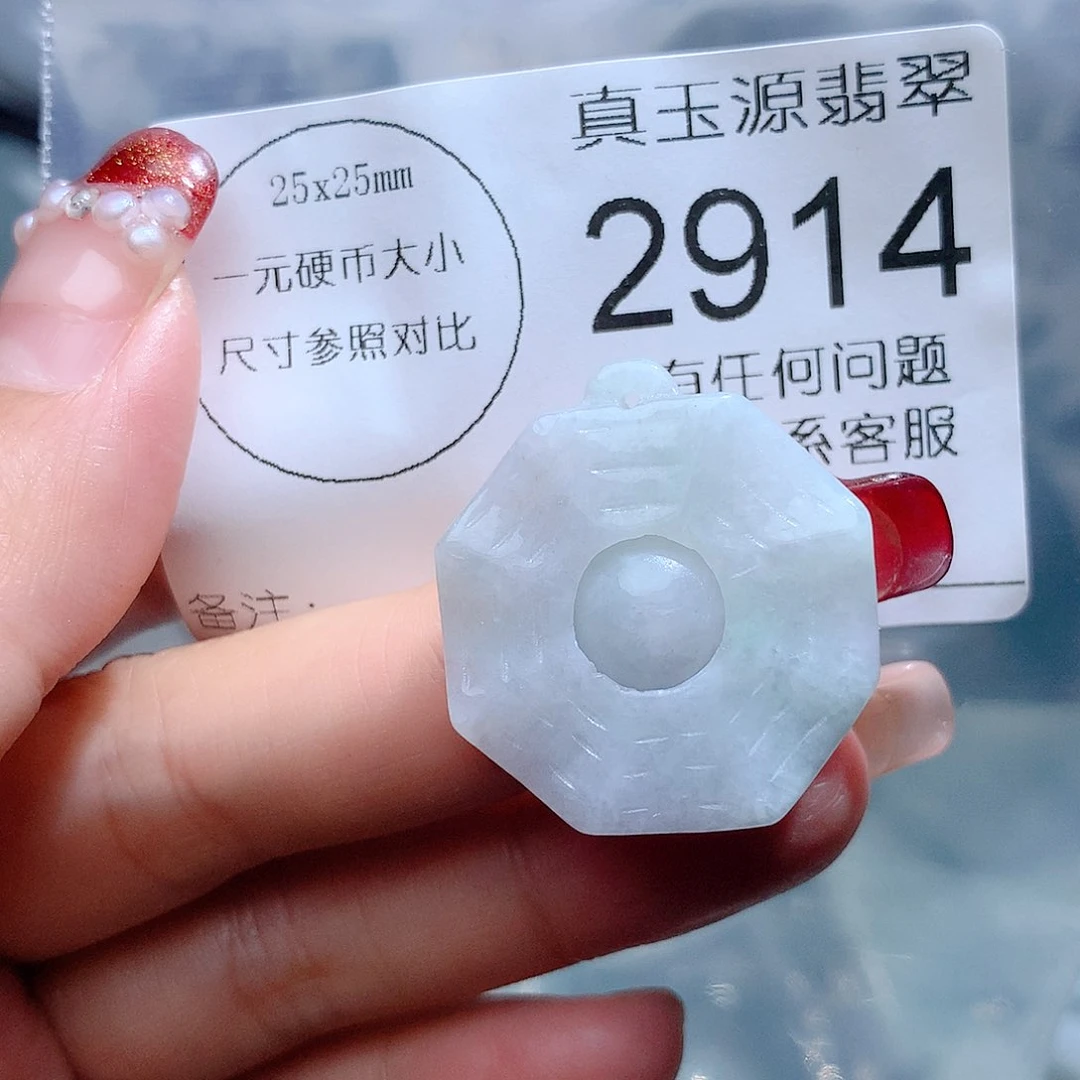 真玉源翡翠
25x25mm
2914
一元硬币大小
尺寸参照对比
有任何问题
系客服
备注: